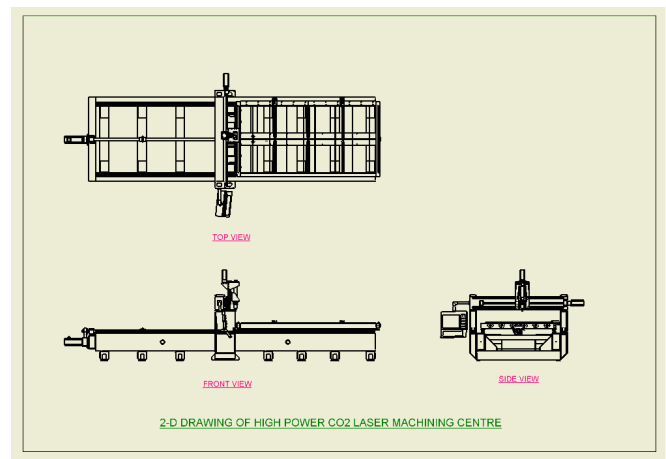 TOP VIEW
FRONT VIEW
SIDE VIEW
2-D DRAWING OF HIGH POWER CO2 LASER MACHINING CENTRE